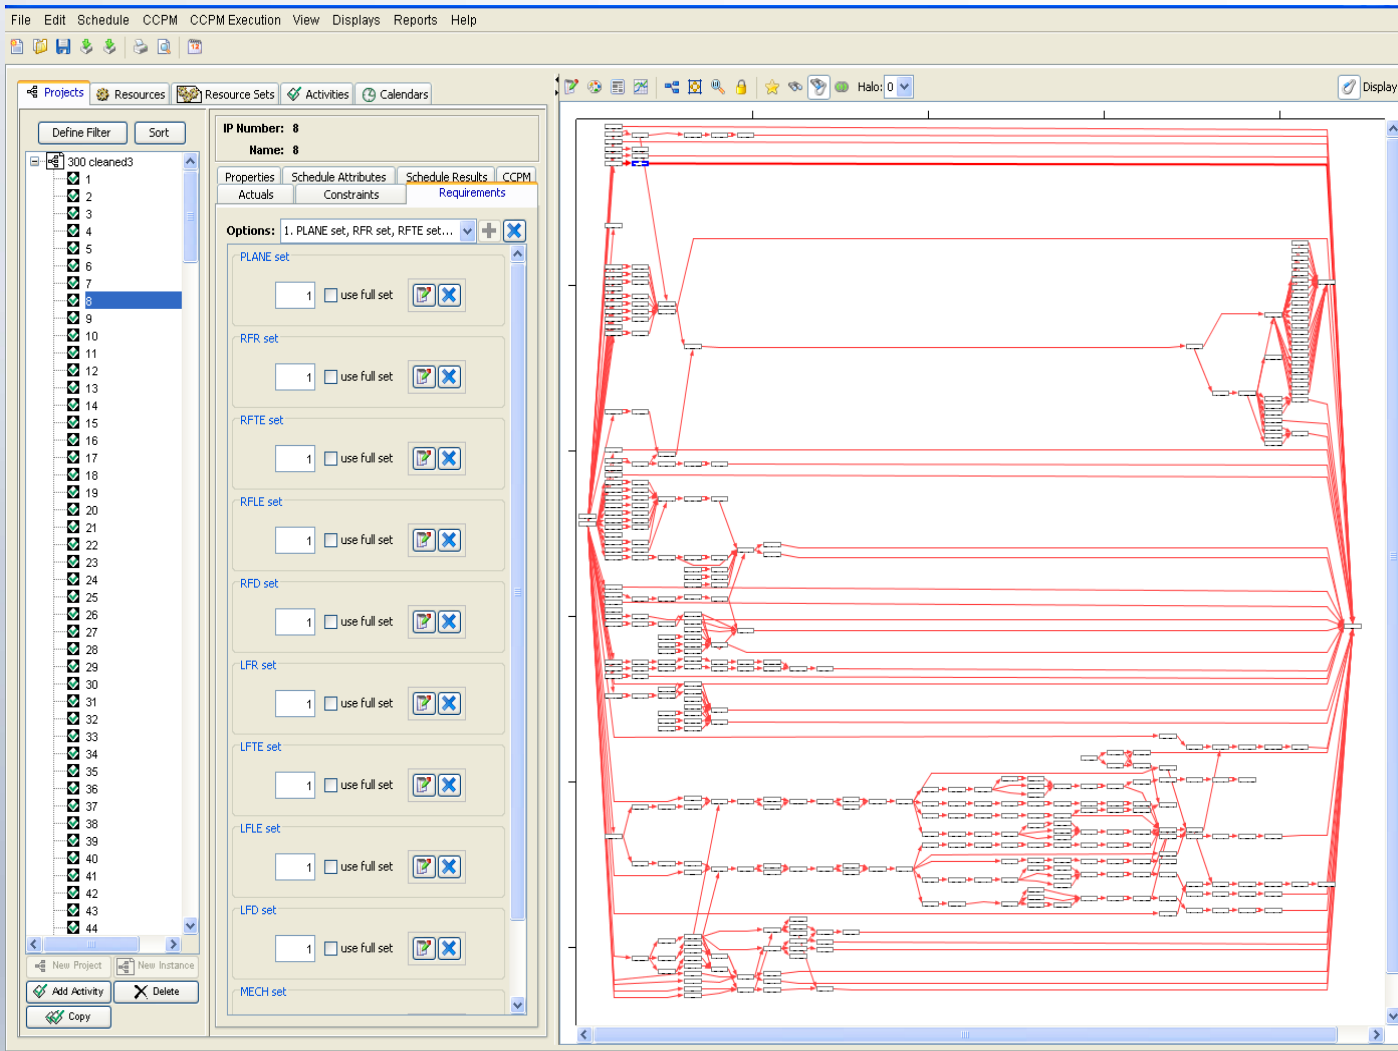 File Edit Schedule CCPM CCPM Execution View Displays Reports Help
Projects Resources Resource Sets Activities Calendars
Halo: 0 Display
Define Filter Sort
IP Number: 8
Name: 8
300 cleaned3
1
2
3
4
5
6
7
8
9
10
11
12
13
14
15
16
17
18
19
20
21
22
23
24
25
26
27
28
29
30
31
32
33
34
35
36
37
38
39
40
41
42
43
44
New Project New Instance
Add Activity Delete
Copy
Properties Schedule Attributes Schedule Results CCPM
Actuals Constraints Requirements
Options: 1. PLANE set, RFR set, RFTE set...
PLANE set
1 use full set
RFR set
1 use full set
RFTE set
1 use full set
RFLE set
1 use full set
RFD set
1 use full set
LFR set
1 use full set
LFTE set
1 use full set
LFLE set
1 use full set
LFD set
1 use full set
MECH set